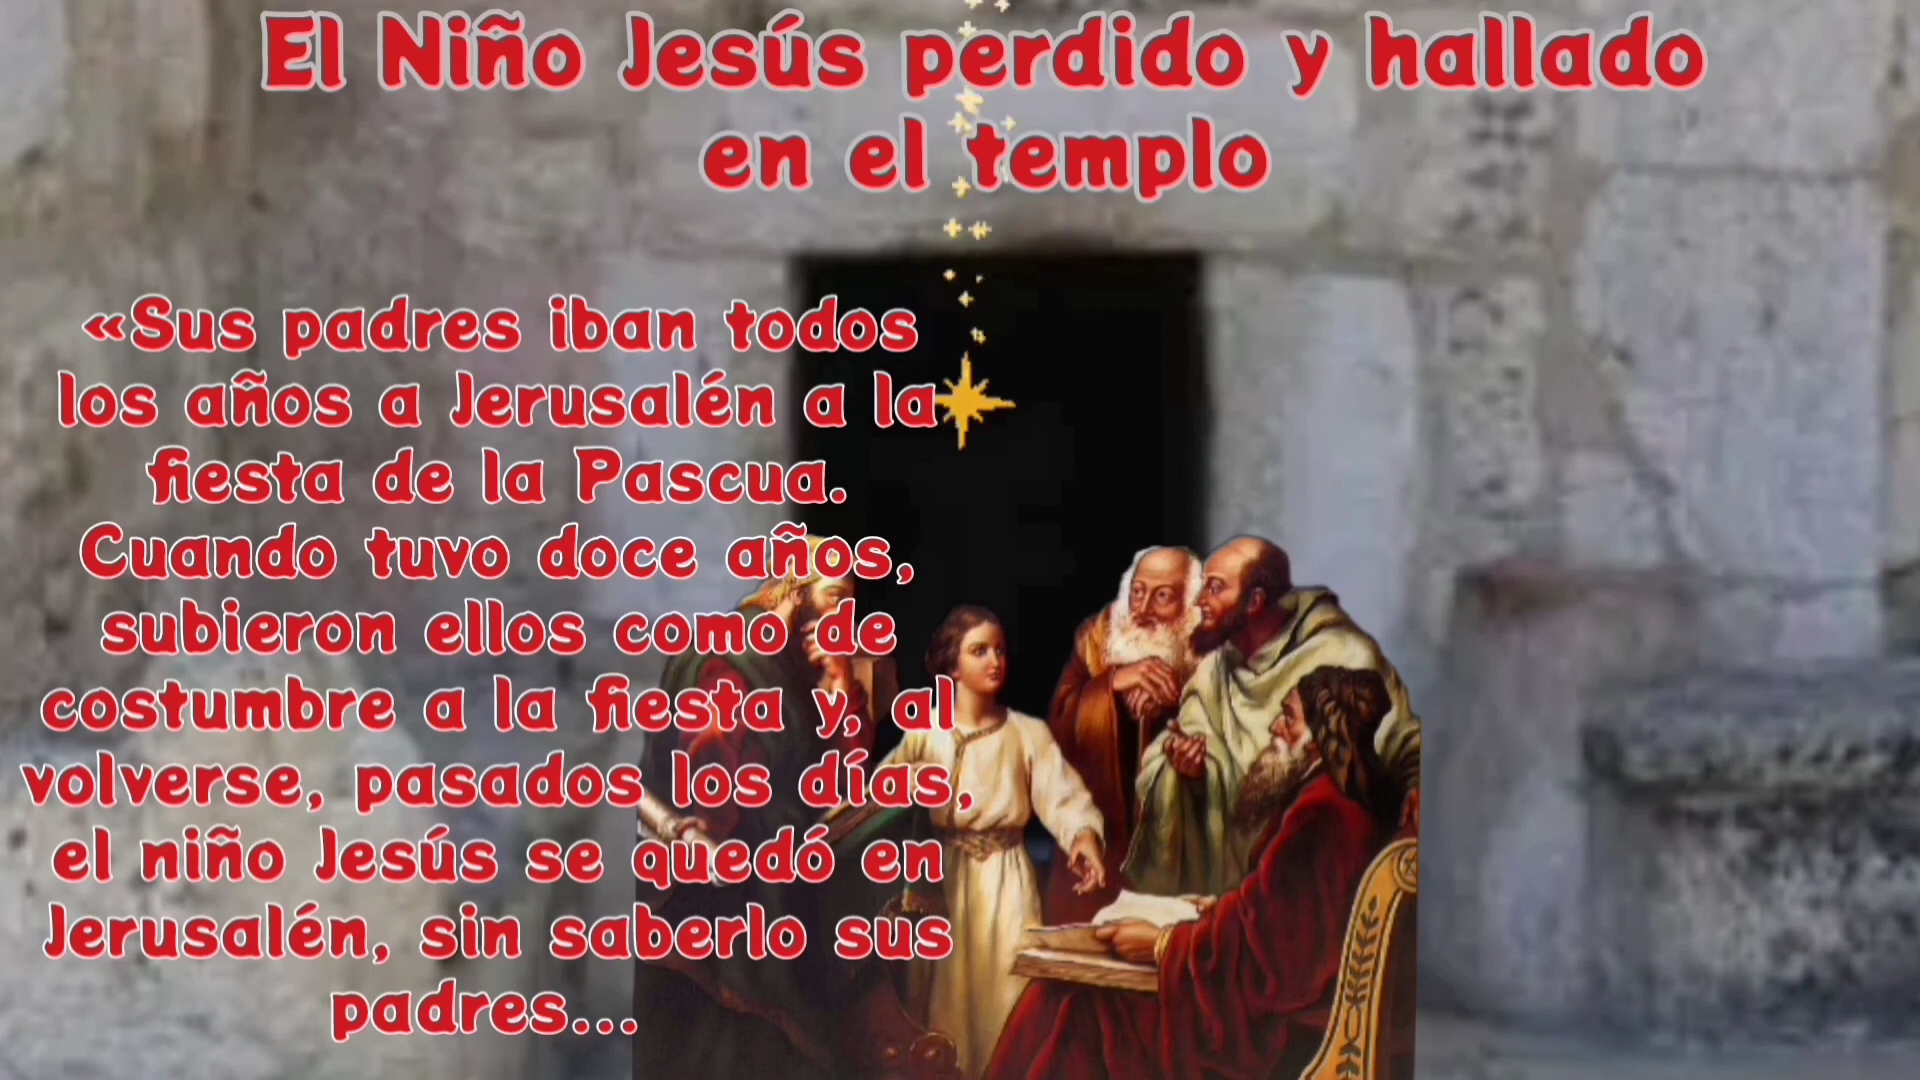 El Niño Jesús perdido y hallado
en el templo
«Sus padres iban todos
los años a Jerusalén a la
fiesta de la Pascua.
Cuando tuvo doce años,
subieron ellos como de
costumbre a la fiesta y, al
volverse, pasados los días,
el niño Jesús se quedó en
Jerusalén, sin saberlo sus
padres...